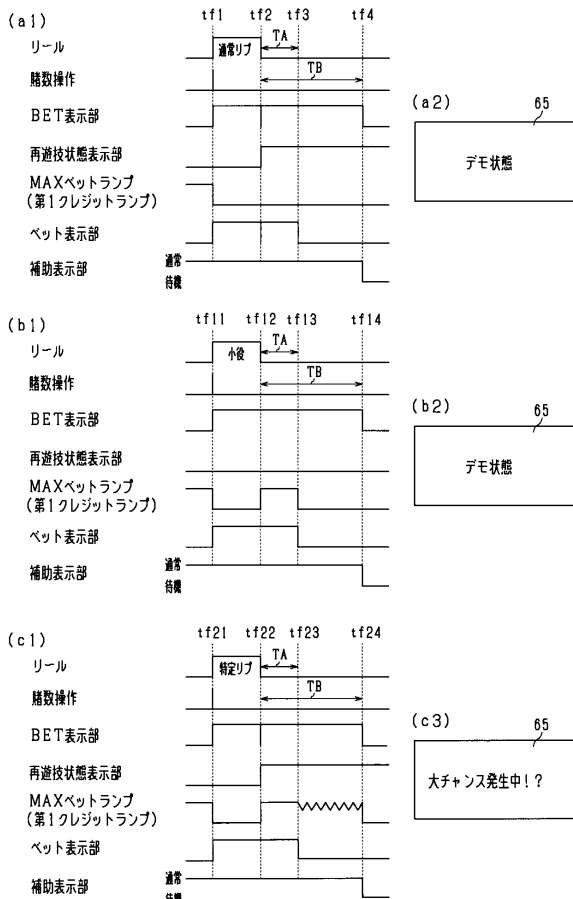 (a1)
tf1 tf2 tf3 tf4
リール
通常リプ
TA
賭数操作
TB
BET表示部
再遊技状態表示部
MAXベットランプ
(第1クレジットランプ)
ベット表示部
補助表示部
通常
待機
(a2)
65
デモ状態
(b1)
tf11 tf12 tf13 tf14
リール
小役
TA
賭数操作
TB
BET表示部
再遊技状態表示部
MAXベットランプ
(第1クレジットランプ)
ベット表示部
補助表示部
通常
待機
(b2)
65
デモ状態
(c1)
tf21 tf22 tf23 tf24
リール
特定リプ
TA
賭数操作
TB
BET表示部
再遊技状態表示部
MAXベットランプ
(第1クレジットランプ)
ベット表示部
補助表示部
通常
待機
(c3)
65
大チャンス発生中!?